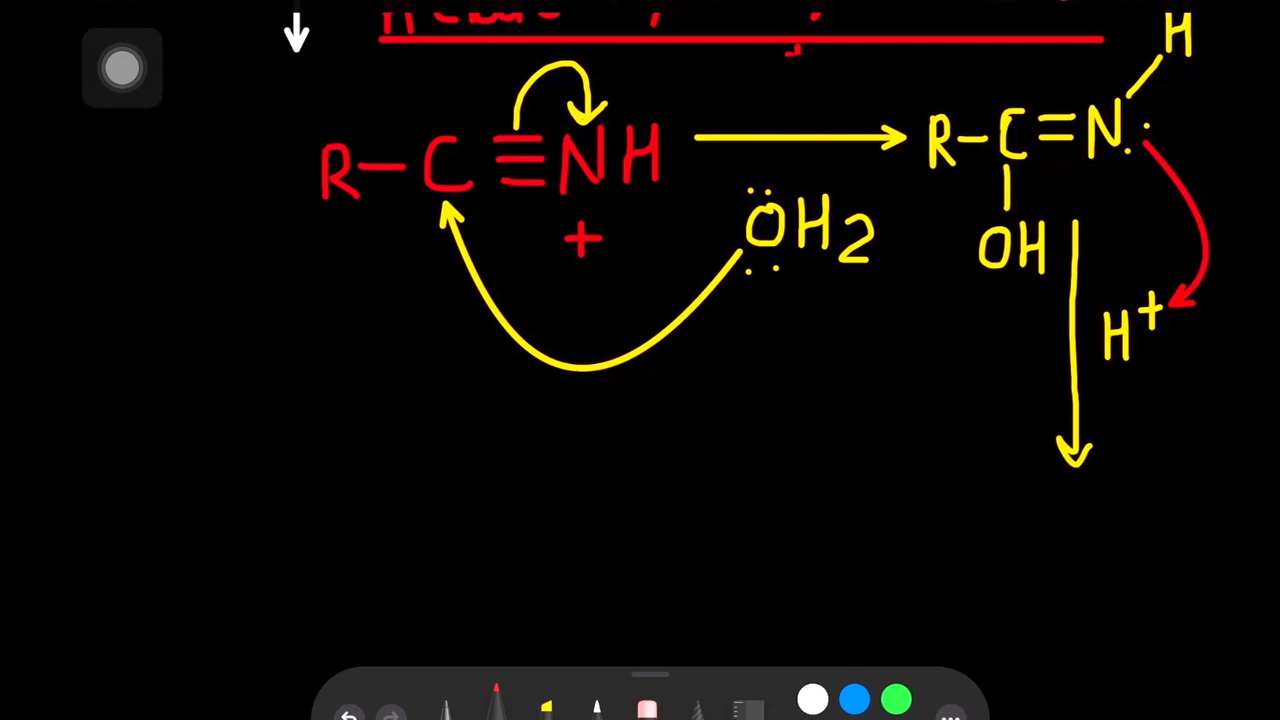 H
R-C≡NH
R-C=N:
+
:ÖH2
OH
H+